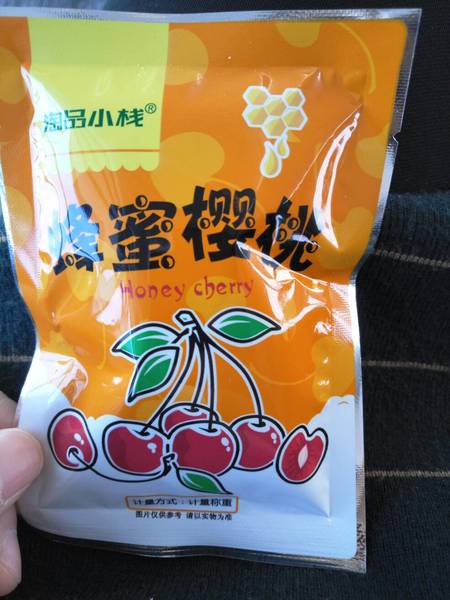 淘品小栈®
蜂蜜樱桃
Honey cherry
计量方式：计量称重
图片仅供参考 请以实物为准